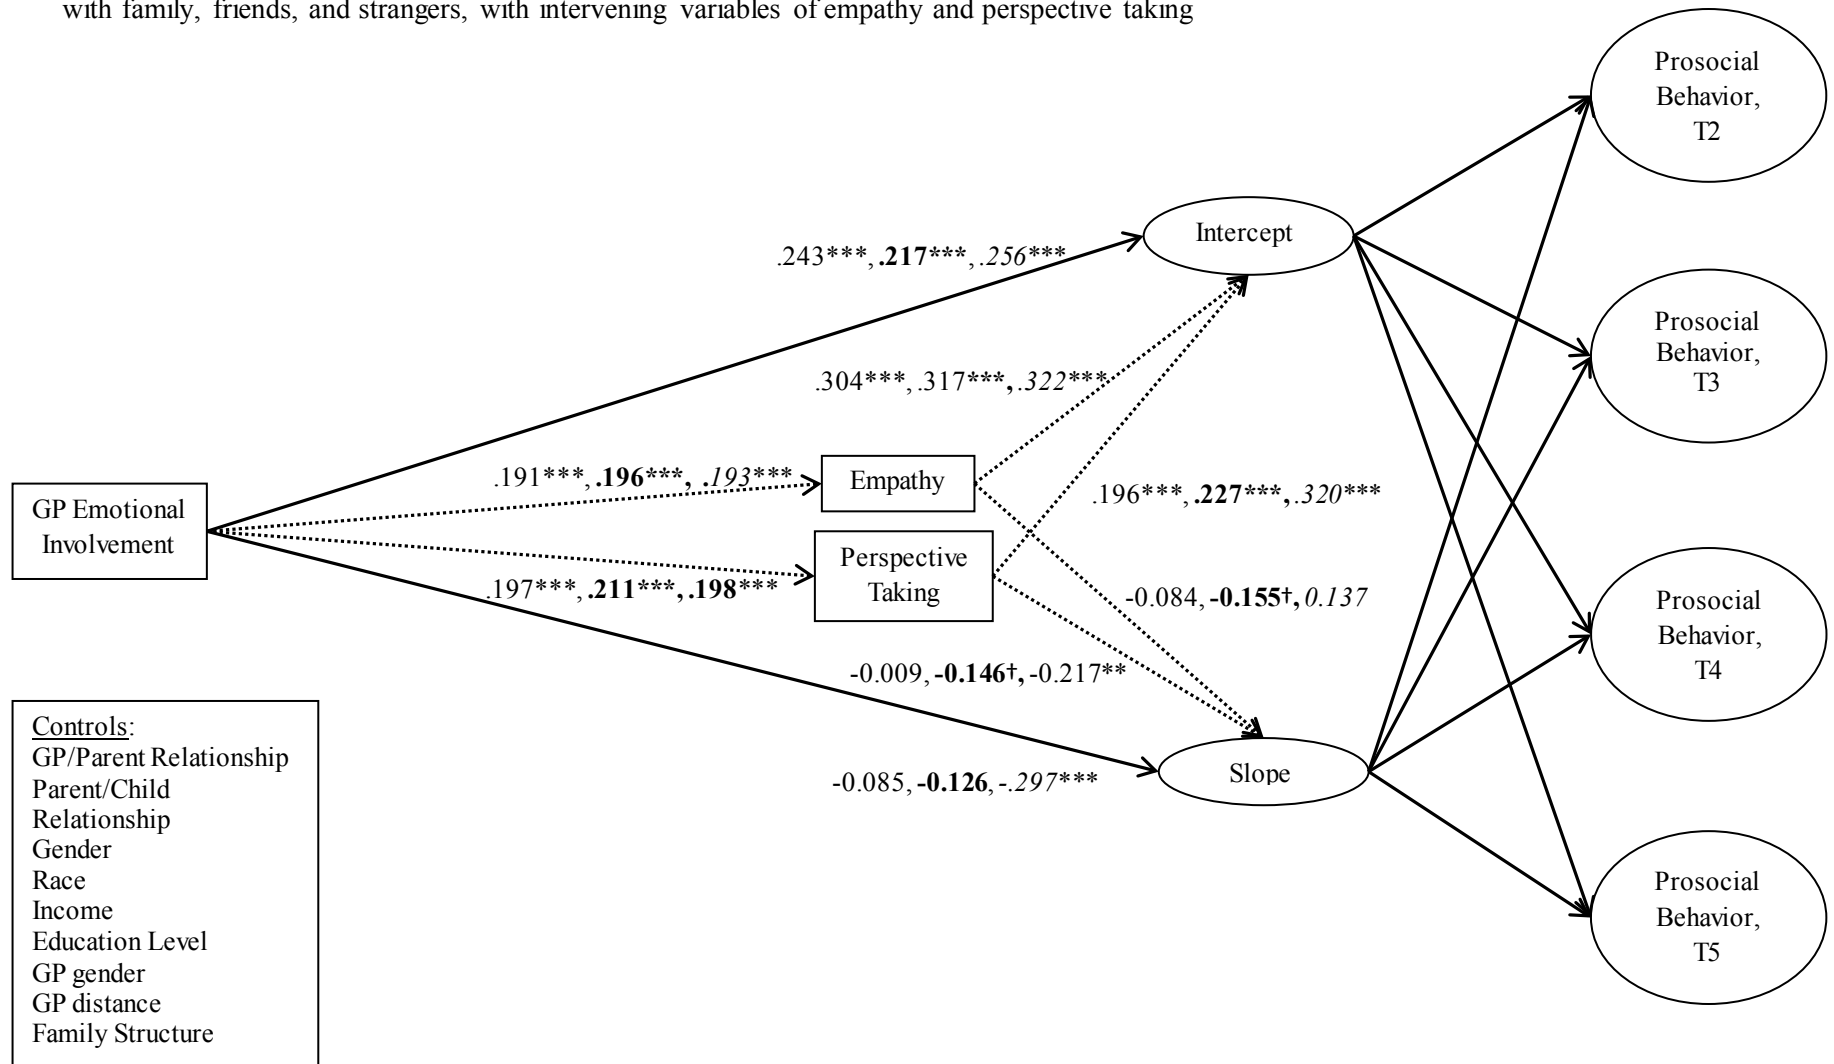 with family, friends, and strangers, with intervening variables of empathy and perspective taking
Prosocial
Behavior,
T2
Intercept
.243***, .217***, .256***
Prosocial
Behavior,
T3
.304***, .317***, .322***
.191***, .196***, .193***
Empathy
.196***, .227***, .320***
GP Emotional
Involvement
Perspective
Taking
.197***, .211***, .198***
-0.084, -0.155†, 0.137
Prosocial
Behavior,
T4
-0.009, -0.146†, -0.217**
Slope
-0.085, -0.126, -.297***
Controls:
GP/Parent Relationship
Parent/Child
Relationship
Gender
Race
Income
Education Level
GP gender
GP distance
Family Structure
Prosocial
Behavior,
T5